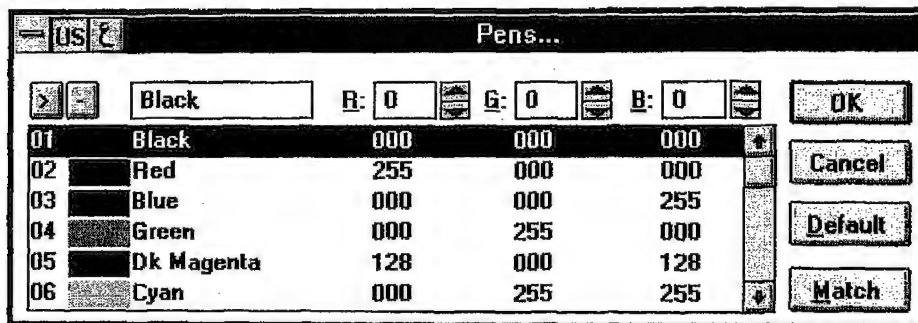 US ع Pens...
Black R: 0 G: 0 B: 0 OK
01 Black 000 000 000
02 Red 255 000 000 Cancel
03 Blue 000 000 255
04 Green 000 255 000 Default
05 Dk Magenta 128 000 128
06 Cyan 000 255 255 Match